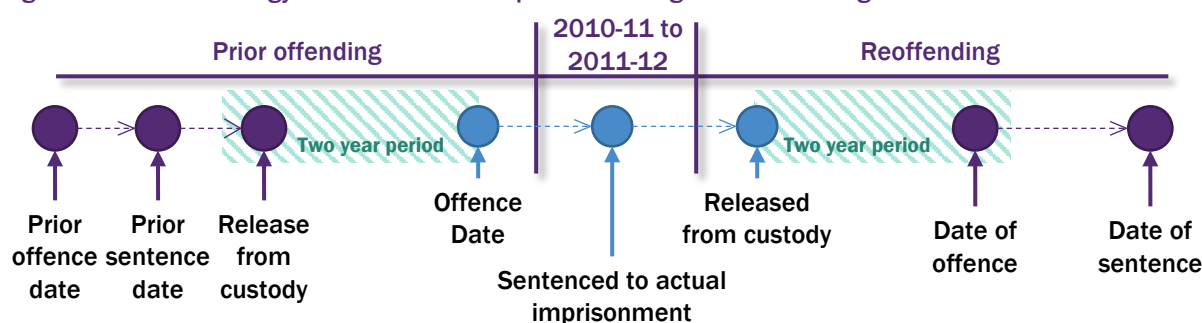 Prior offending
2010-11 to
2011-12
Reoffending
Two year period
Two year period
Prior
offence
date
Prior
sentence
date
Release
from
custody
Offence
Date
Sentenced to actual
imprisonment
Released
from custody
Date of
offence
Date of
sentence